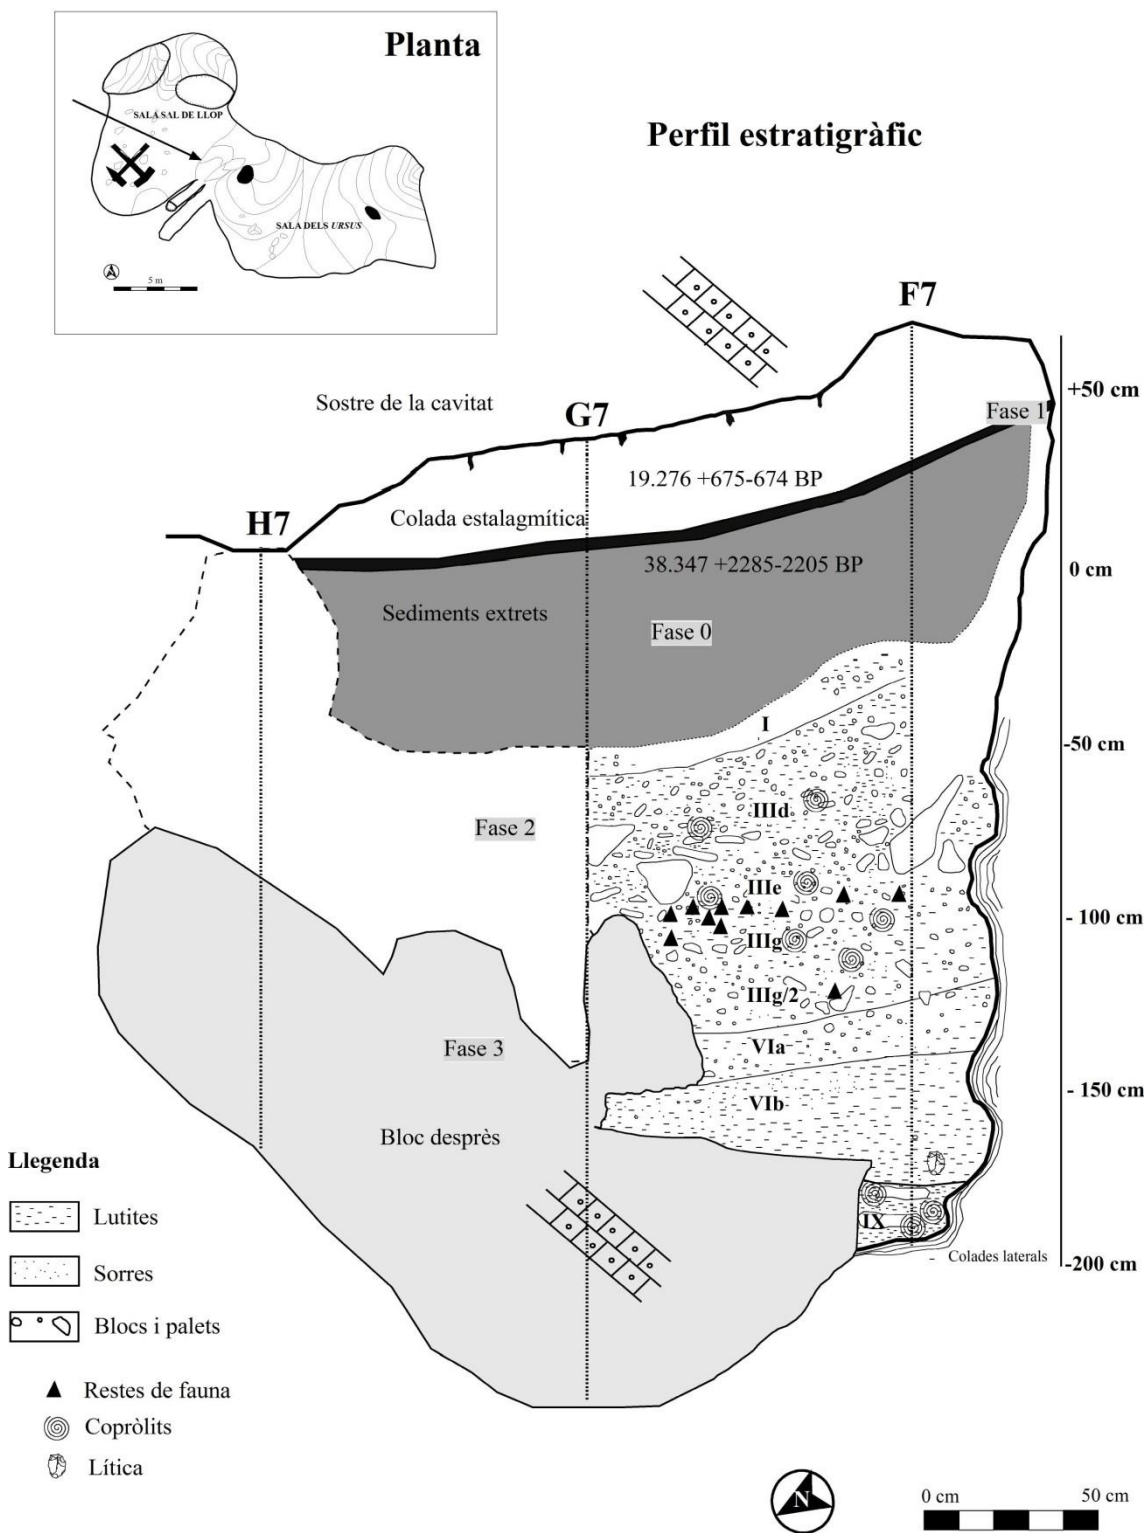 Planta
SALA SAL DE LLOP
SALA DELS URSUS
5 m
Perfil estratigràfic
F7
+50 cm
Sostre de la cavitat
G7
Fase 1
19.276 +675-674 BP
H7
Colada estalagmítica
38.347 +2285-2205 BP
0 cm
Sediments extrets
Fase 0
I
-50 cm
IIId
Fase 2
IIIe
- 100 cm
IIIg
IIIg/2
Fase 3
VIa
- 150 cm
VIb
Bloc desprès
Llegenda
Lutites
IX
Colades laterals
-200 cm
Sorres
Blocs i palets
Restes de fauna
Copròlits
Lítica
N
0 cm
50 cm